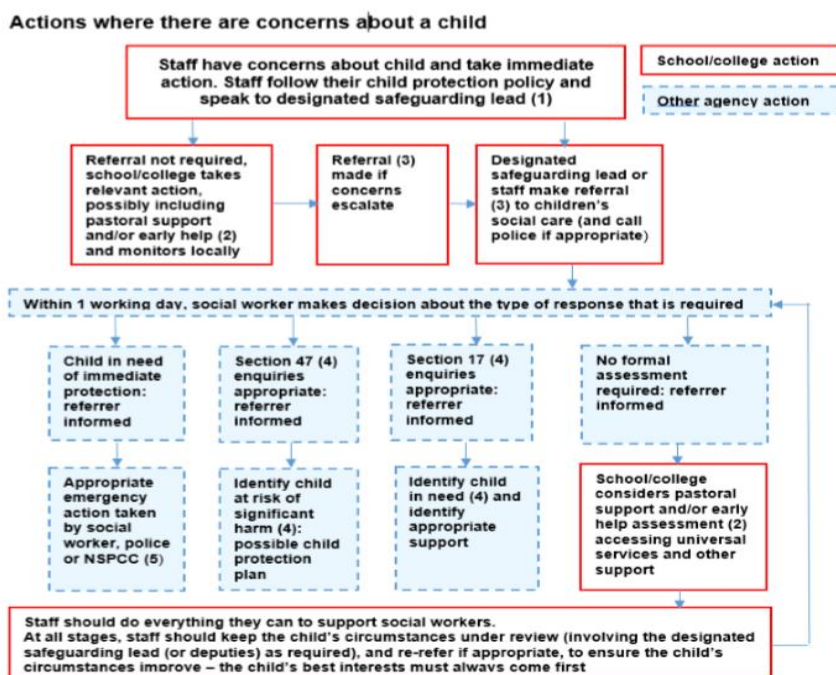 Actions where there are concerns about a child
Staff have concerns about child and take immediate
action. Staff follow their child protection policy and
speak to designated safeguarding lead (1)
School/college action
Other agency action
Referral not required,
school/college takes
relevant action,
possibly including
pastoral support
and/or early help (2)
and monitors locally
Referral (3)
made if
concerns
escalate
Designated
safeguarding lead or
staff make referral
(3) to children's
social care (and call
police if appropriate)
Within 1 working day, social worker makes decision about the type of response that is required
Child in need
of immediate
protection:
referrer
informed
Section 47 (4)
enquiries
appropriate:
referrer
informed
Section 17 (4)
enquiries
appropriate:
referrer
informed
No formal
assessment
required: referrer
informed
Appropriate
emergency
action taken
by social
worker, police
or NSPCC (5)
Identify child
at risk of
significant
harm (4):
possible child
protection
plan
Identify child
in need (4) and
identify
appropriate
support
School/college
considers pastoral
support and/or early
help assessment (2)
accessing universal
services and other
support
Staff should do everything they can to support social workers.
At all stages, staff should keep the child's circumstances under review (involving the designated
safeguarding lead (or deputies) as required), and re-refer if appropriate, to ensure the child's
circumstances improve – the child's best interests must always come first